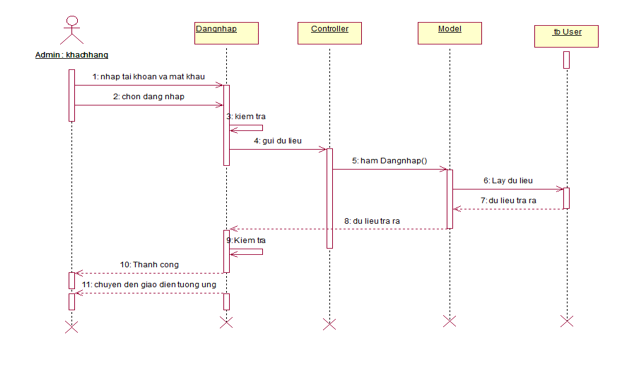 Dangnhap
Controller
Model
tb User
Admin : khachhang
1: nhap tai khoan va mat khau
2: chon dang nhap
3: kiem tra
4: gui du lieu
5: ham Dangnhap()
6: Lay du lieu
7: du lieu tra ra
8: du lieu tra ra
9: Kiem tra
10: Thanh cong
11: chuyen den giao dien tuong ung